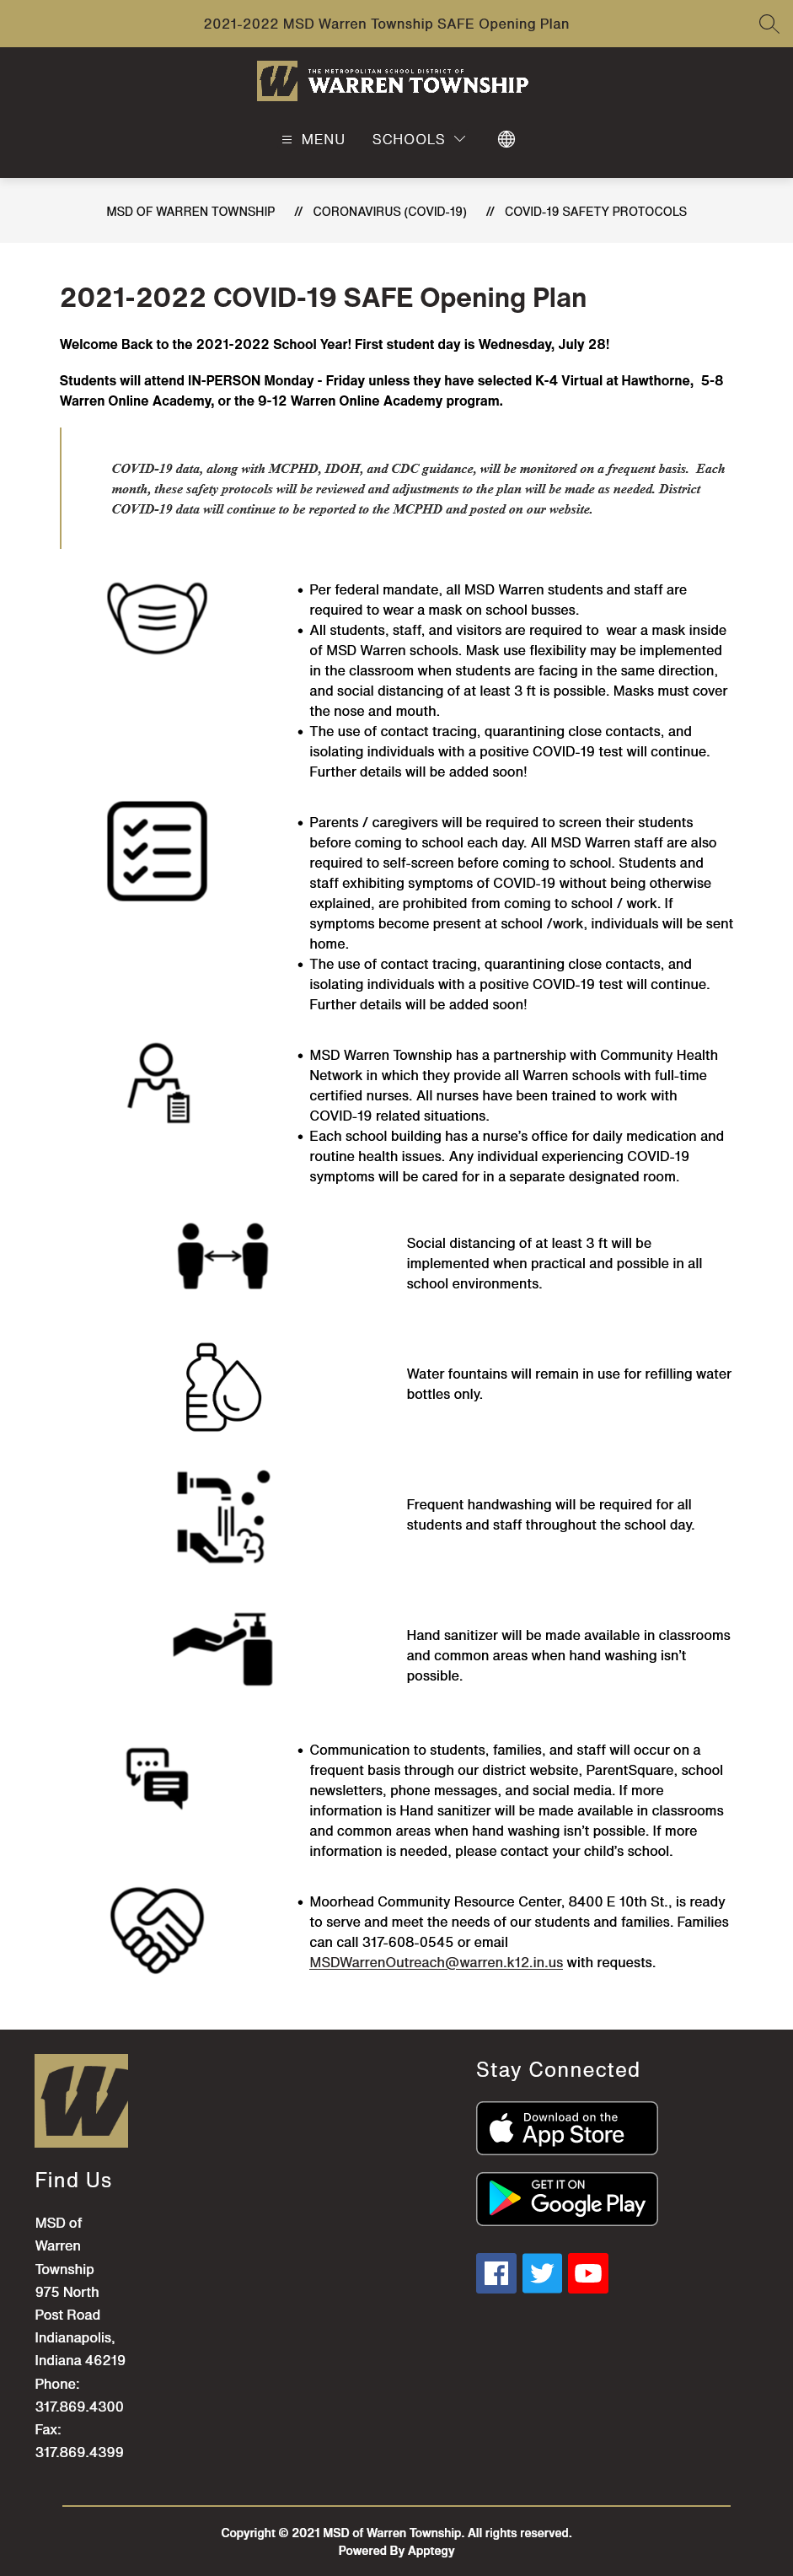 2021-2022 MSD Warren Township SAFE Opening Plan
THE METROPOLITAN SCHOOL DISTRICT OF
WARREN TOWNSHIP
MENU SCHOOLS
MSD OF WARREN TOWNSHIP // CORONAVIRUS (COVID-19) // COVID-19 SAFETY PROTOCOLS
2021-2022 COVID-19 SAFE Opening Plan
Welcome Back to the 2021-2022 School Year! First student day is Wednesday, July 28!
Students will attend IN-PERSON Monday - Friday unless they have selected K-4 Virtual at Hawthorne, 5-8
Warren Online Academy, or the 9-12 Warren Online Academy program.
COVID-19 data, along with MCPHD, IDOH, and CDC guidance, will be monitored on a frequent basis. Each
month, these safety protocols will be reviewed and adjustments to the plan will be made as needed. District
COVID-19 data will continue to be reported to the MCPHD and posted on our website.
• Per federal mandate, all MSD Warren students and staff are
required to wear a mask on school busses.
• All students, staff, and visitors are required to wear a mask inside
of MSD Warren schools. Mask use flexibility may be implemented
in the classroom when students are facing in the same direction,
and social distancing of at least 3 ft is possible. Masks must cover
the nose and mouth.
• The use of contact tracing, quarantining close contacts, and
isolating individuals with a positive COVID-19 test will continue.
Further details will be added soon!
• Parents / caregivers will be required to screen their students
before coming to school each day. All MSD Warren staff are also
required to self-screen before coming to school. Students and
staff exhibiting symptoms of COVID-19 without being otherwise
explained, are prohibited from coming to school / work. If
symptoms become present at school /work, individuals will be sent
home.
• The use of contact tracing, quarantining close contacts, and
isolating individuals with a positive COVID-19 test will continue.
Further details will be added soon!
• MSD Warren Township has a partnership with Community Health
Network in which they provide all Warren schools with full-time
certified nurses. All nurses have been trained to work with
COVID-19 related situations.
• Each school building has a nurse's office for daily medication and
routine health issues. Any individual experiencing COVID-19
symptoms will be cared for in a separate designated room.
Social distancing of at least 3 ft will be
implemented when practical and possible in all
school environments.
Water fountains will remain in use for refilling water
bottles only.
Frequent handwashing will be required for all
students and staff throughout the school day.
Hand sanitizer will be made available in classrooms
and common areas when hand washing isn't
possible.
• Communication to students, families, and staff will occur on a
frequent basis through our district website, ParentSquare, school
newsletters, phone messages, and social media. If more
information is Hand sanitizer will be made available in classrooms
and common areas when hand washing isn't possible. If more
information is needed, please contact your child's school.
• Moorhead Community Resource Center, 8400 E 10th St., is ready
to serve and meet the needs of our students and families. Families
can call 317-608-0545 or email
MSDWarrenOutreach@warren.k12.in.us with requests.
W
Find Us
MSD of
Warren
Township
975 North
Post Road
Indianapolis,
Indiana 46219
Phone:
317.869.4300
Fax:
317.869.4399
Stay Connected
Download on the
App Store
GET IT ON
Google Play
Copyright © 2021 MSD of Warren Township. All rights reserved.
Powered By Apptegy